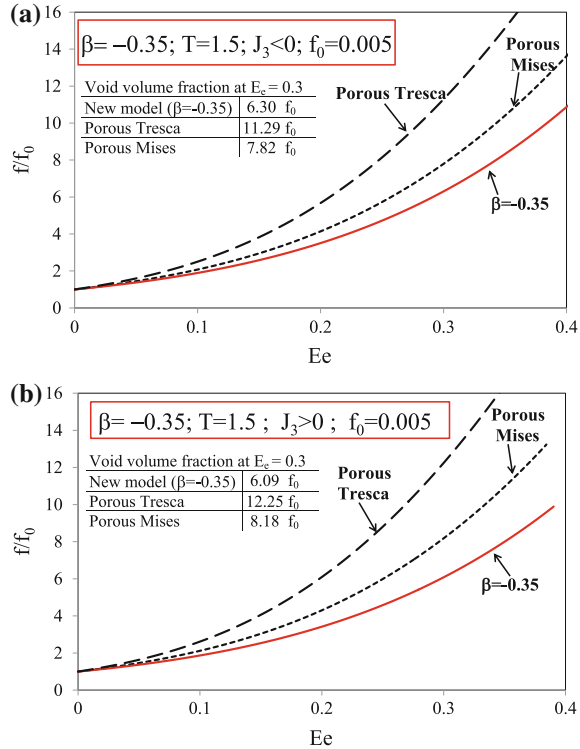 (a)
β= −0.35; T=1.5; J₃<0; f₀=0.005
Void volume fraction at Eₑ = 0.3
New model (β=-0.35) 6.30 f₀
Porous Tresca 11.29 f₀
Porous Mises 7.82 f₀
Porous Tresca
Porous
Mises
β=-0.35
f/f₀
16
14
12
10
8
6
4
2
0
0 0.1 0.2 0.3 0.4
Ee
(b)
β= −0.35; T=1.5 ; J₃>0 ; f₀=0.005
Void volume fraction at Eₑ = 0.3
New model (β=-0.35) 6.09 f₀
Porous Tresca 12.25 f₀
Porous Mises 8.18 f₀
Porous
Tresca
Porous
Mises
β=-0.35
f/f₀
16
14
12
10
8
6
4
2
0
0 0.1 0.2 0.3 0.4
Ee